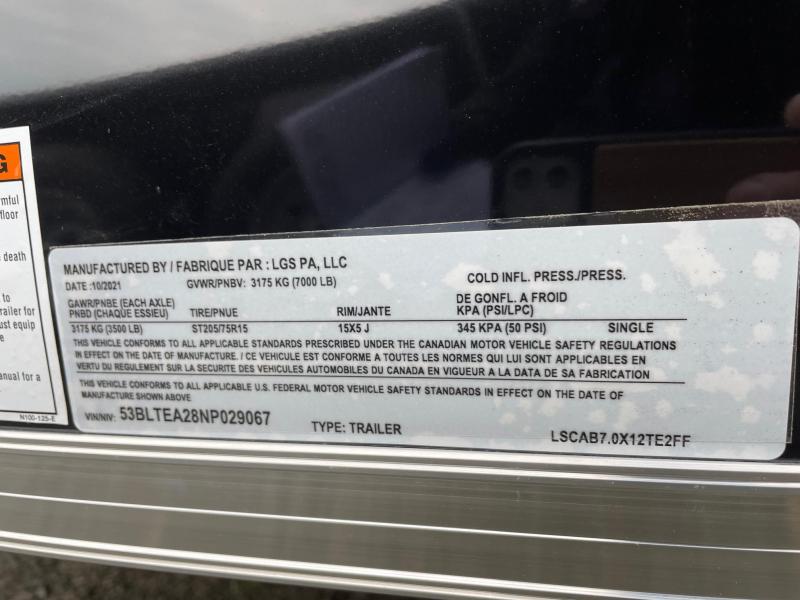 G
rmful
floor
death
to
railer for
ust equip
e
anual for a
N100-125-E
MANUFACTURED BY / FABRIQUE PAR : LGS PA, LLC
DATE :10/2021 GVWR/PNBV: 3175 KG (7000 LB) COLD INFL. PRESS./PRESS.
GAWR/PNBE (EACH AXLE) DE GONFL. A FROID
PNBD (CHAQUE ESSIEU) TIRE/PNUE RIM/JANTE KPA (PSI/LPC)
3175 KG (3500 LB) ST205/75R15 15X5 J 345 KPA (50 PSI) SINGLE
THIS VEHICLE CONFORMS TO ALL APPLICABLE STANDARDS PRESCRIBED UNDER THE CANADIAN MOTOR VEHICLE SAFETY REGULATIONS
IN EFFECT ON THE DATE OF MANUFACTURE. / CE VEHICULE EST CONFORME A TOUTES LES NORMES QUI LUI SONT APPLICABLES EN
VERTU DU REGLEMENT SUR LA SECURITE DES VEHICULES AUTOMOBILES DU CANADA EN VIGUEUR A LA DATA DE SA FABRICATION
THIS VEHICLE CONFORMS TO ALL APPLICABLE U.S. FEDERAL MOTOR VEHICLE SAFETY STANDARDS IN EFFECT ON THE DATE OF
MANUFACTURE SHOWN ABOVE
VIN/NIV: 53BLTEA28NP029067 TYPE: TRAILER LSCAB7.0X12TE2FF